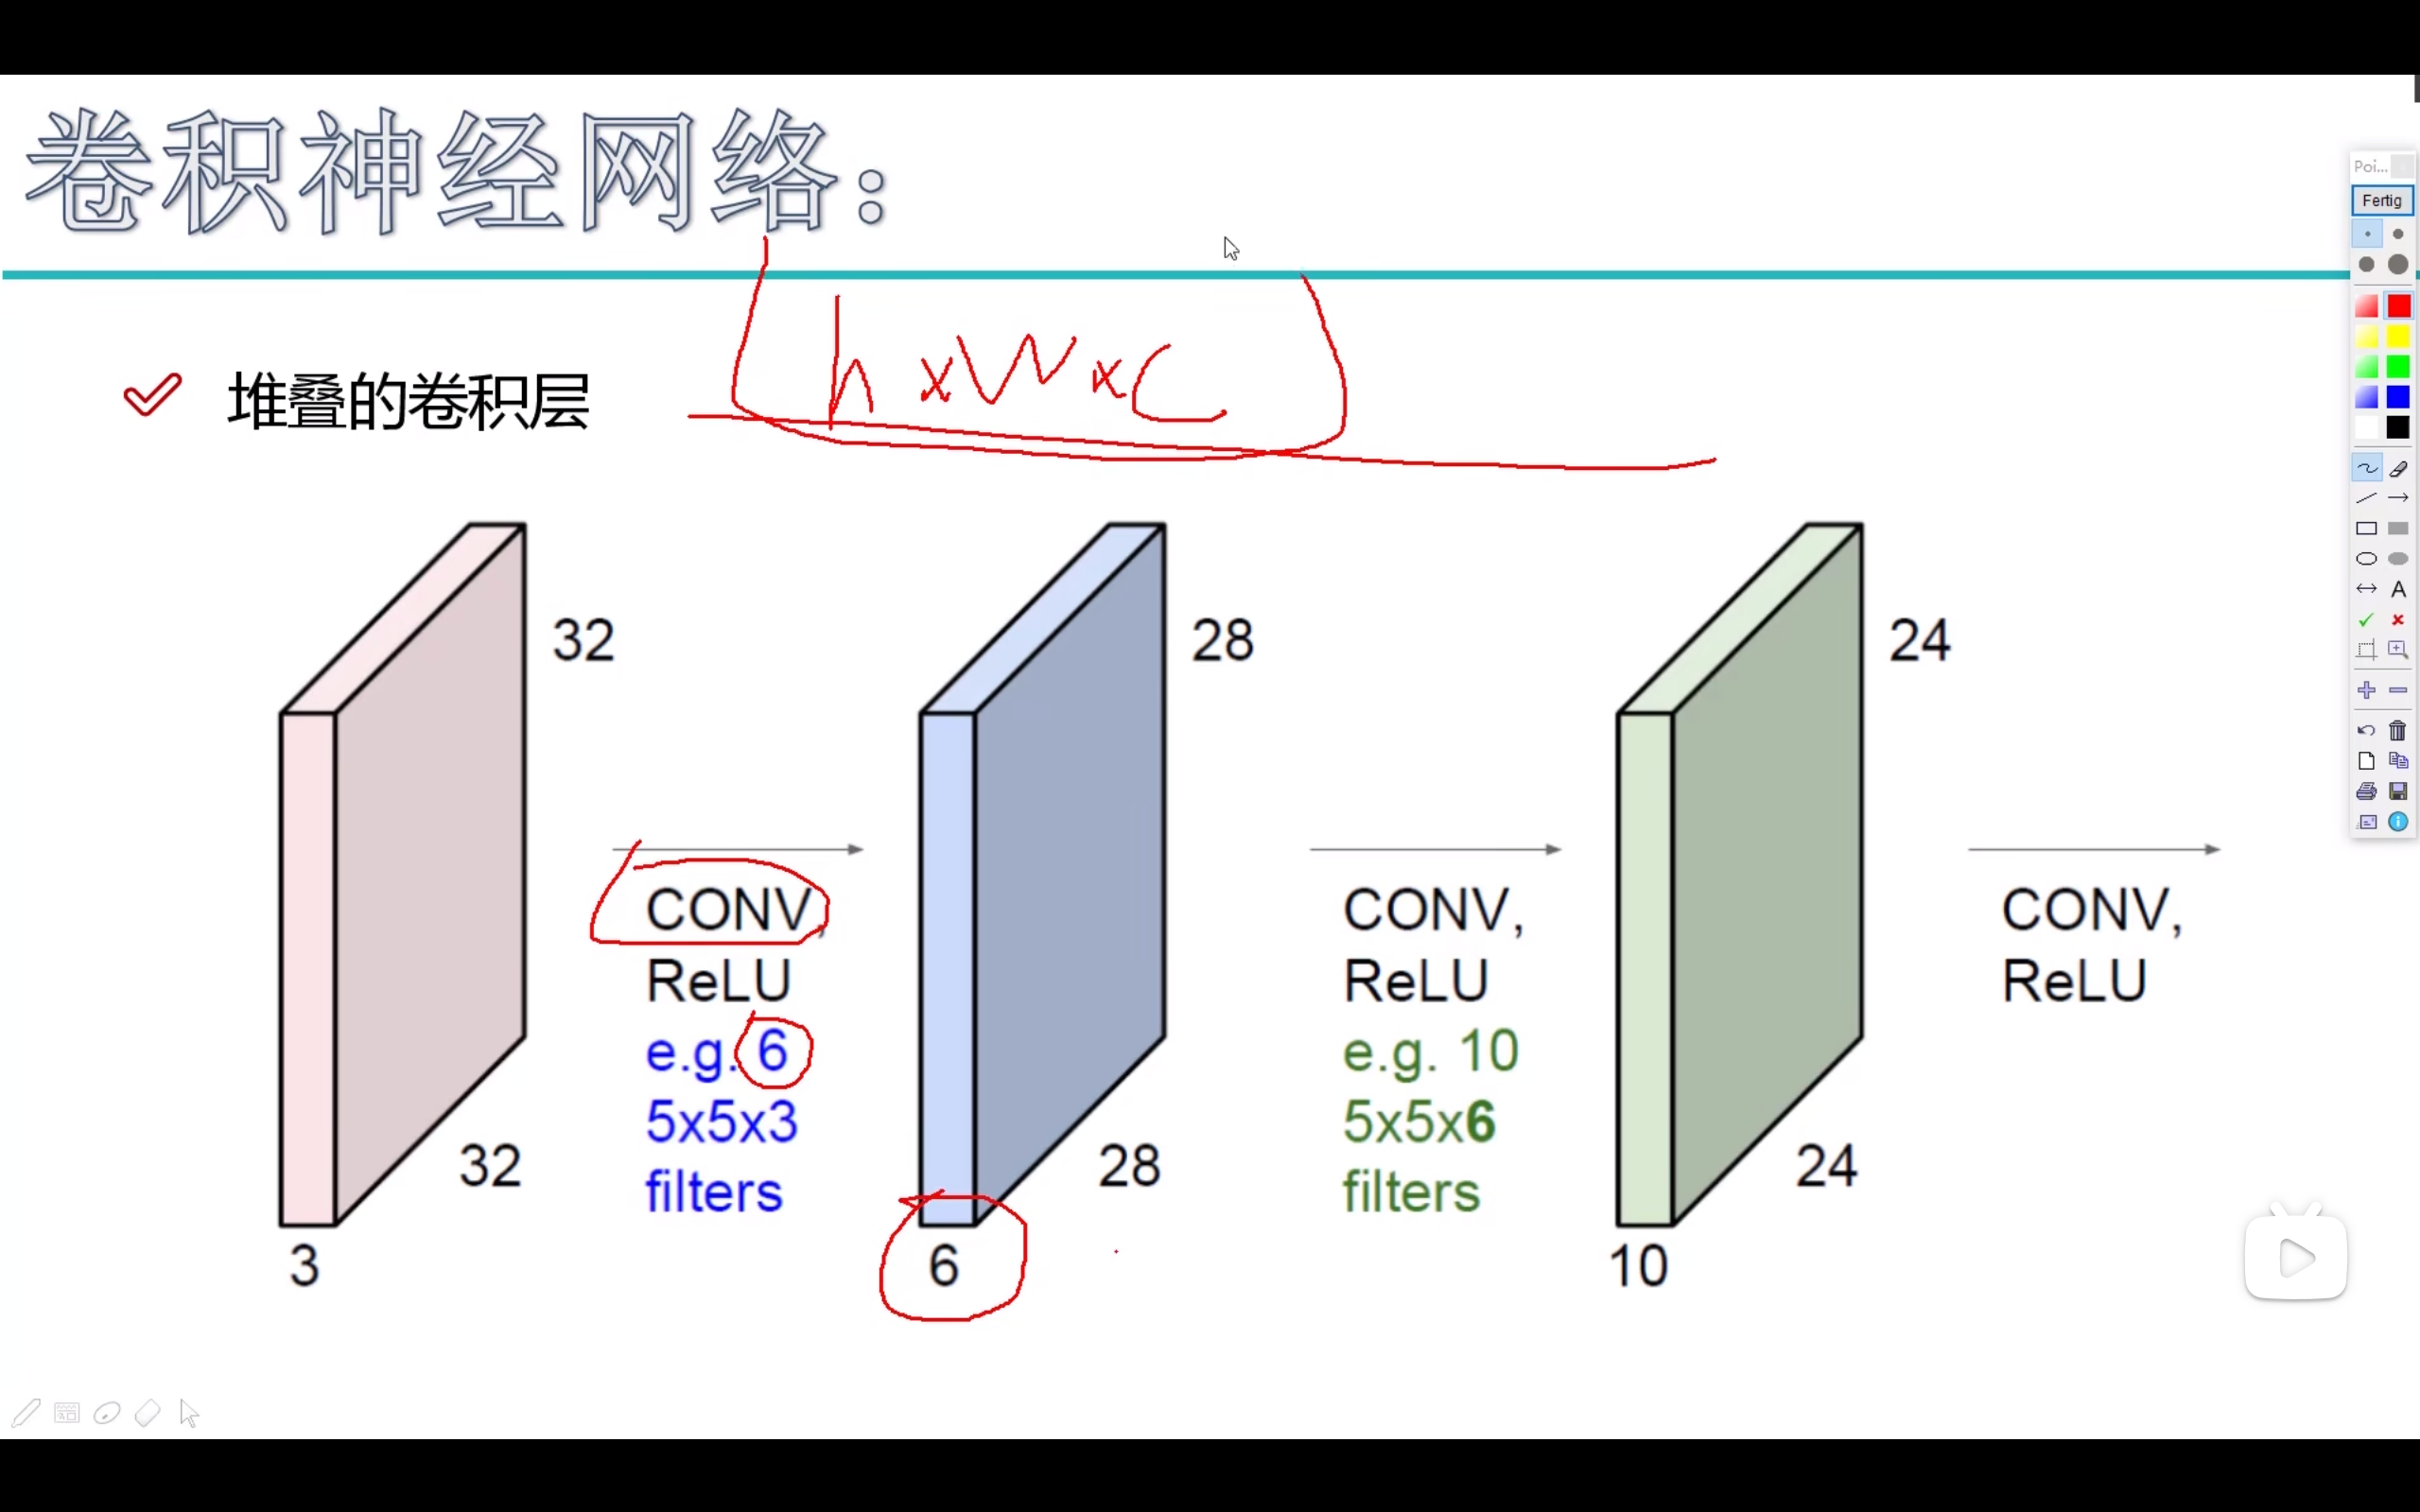 卷积神经网络：
Poi...
Fertig
h x W x C
堆叠的卷积层
32
28
24
CONV,
ReLU
e.g. 6
5x5x3
filters
CONV,
ReLU
e.g. 10
5x5x6
filters
CONV,
ReLU
32
28
24
3
6
10
A